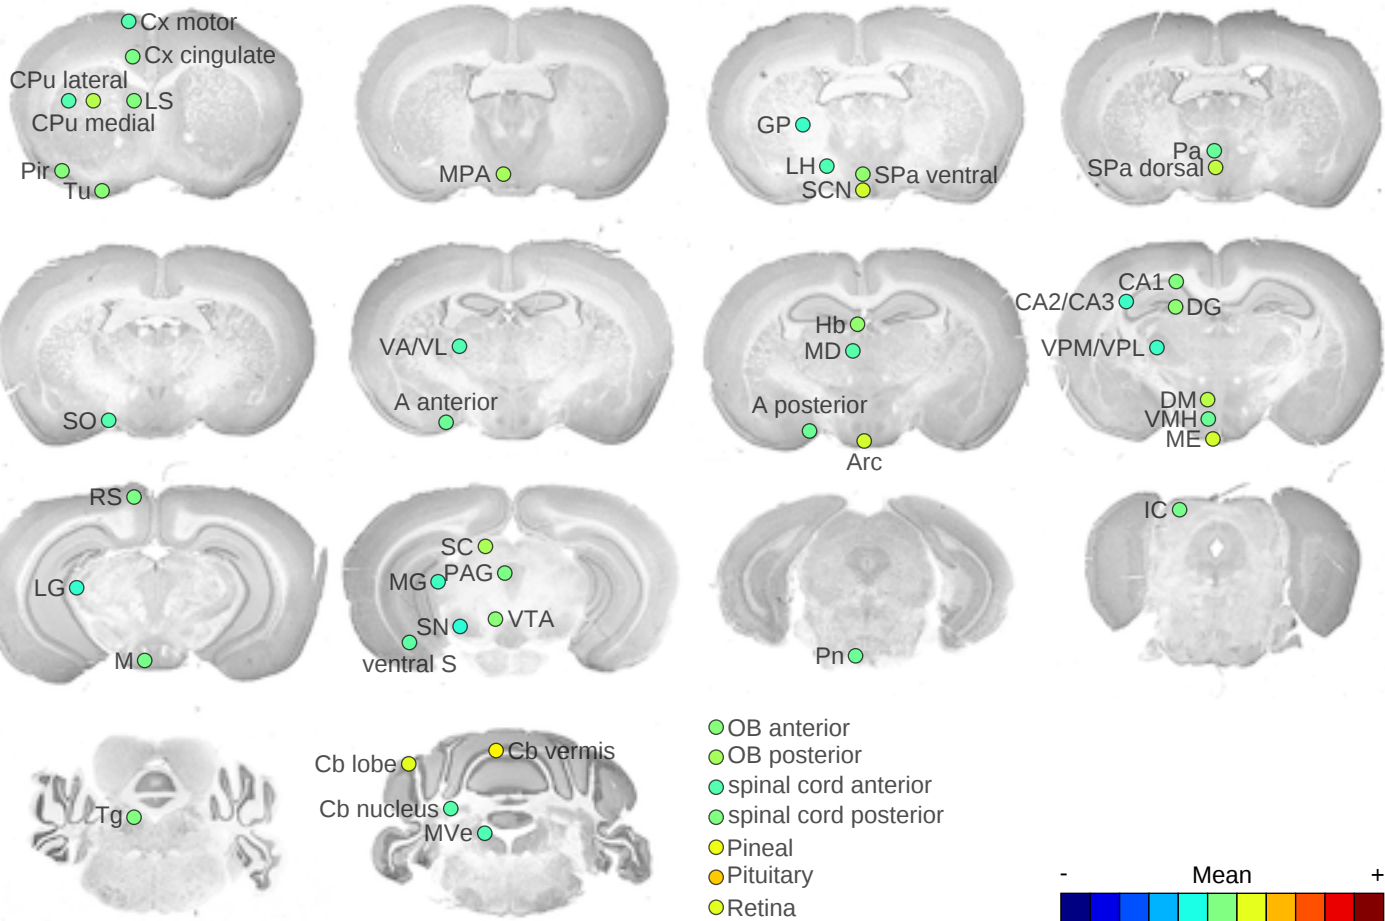 Cx motor
Cx cingulate
CPu lateral
LS
CPu medial
Pir
Tu
MPA
GP
LH
SPa ventral
SCN
Pa
SPa dorsal
SO
VA/VL
A anterior
Hb
MD
A posterior
Arc
CA1
CA2/CA3
DG
VPM/VPL
DM
VMH
ME
RS
LG
M
SC
MG
PAG
SN
VTA
ventral S
Pn
IC
Tg
Cb lobe
Cb vermis
Cb nucleus
MVe
OB anterior
OB posterior
spinal cord anterior
spinal cord posterior
Pineal
Pituitary
Retina
- Mean +